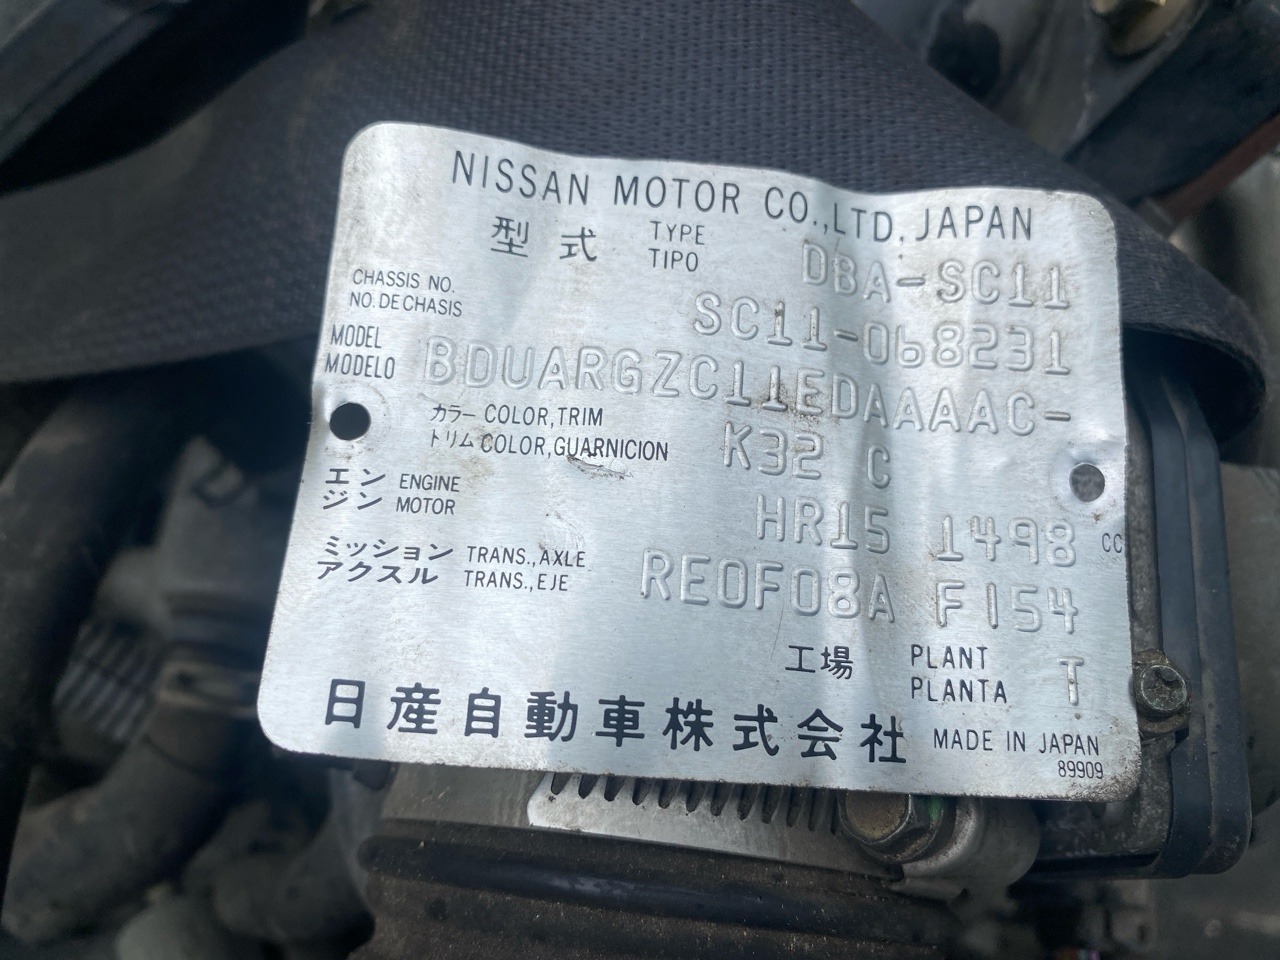 NISSAN MOTOR CO.,LTD. JAPAN
型式 TYPE TIPO DBA-SC11
CHASSIS NO. NO. DE CHASIS SC11-068231
MODEL MODELO BDUARGZC11EDAAAAC-
カラー COLOR,TRIM
トリム COLOR,GUARNICION K32 C
エン ENGINE
ジン MOTOR HR15 1498 CC
ミッション TRANS.,AXLE
アクスル TRANS.,EJE RE0F08A F154
工場 PLANT PLANTA T
日産自動車株式会社 MADE IN JAPAN
89909